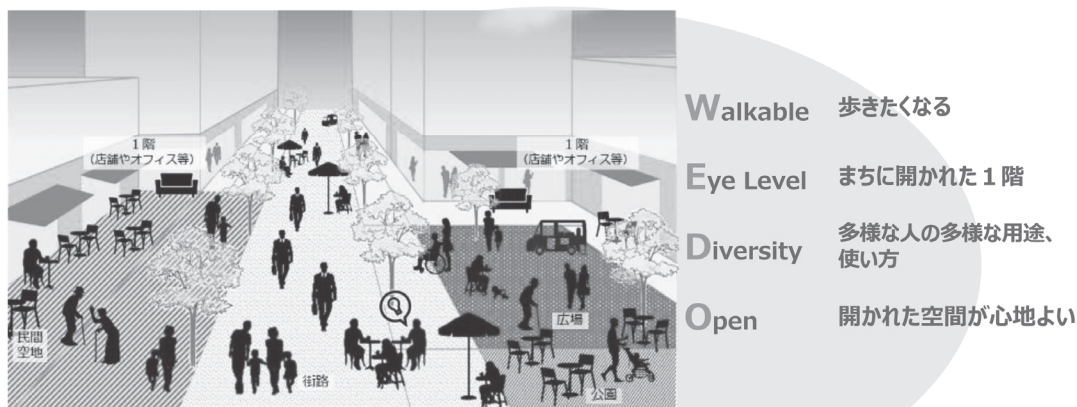 1階
(店舗やオフィス等)
1階
(店舗やオフィス等)
民間
空地
街路
広場
公園
Walkable 歩きたくなる
Eye Level まちに開かれた1階
Diversity 多様な人の多様な用途、
使い方
Open 開かれた空間が心地よい